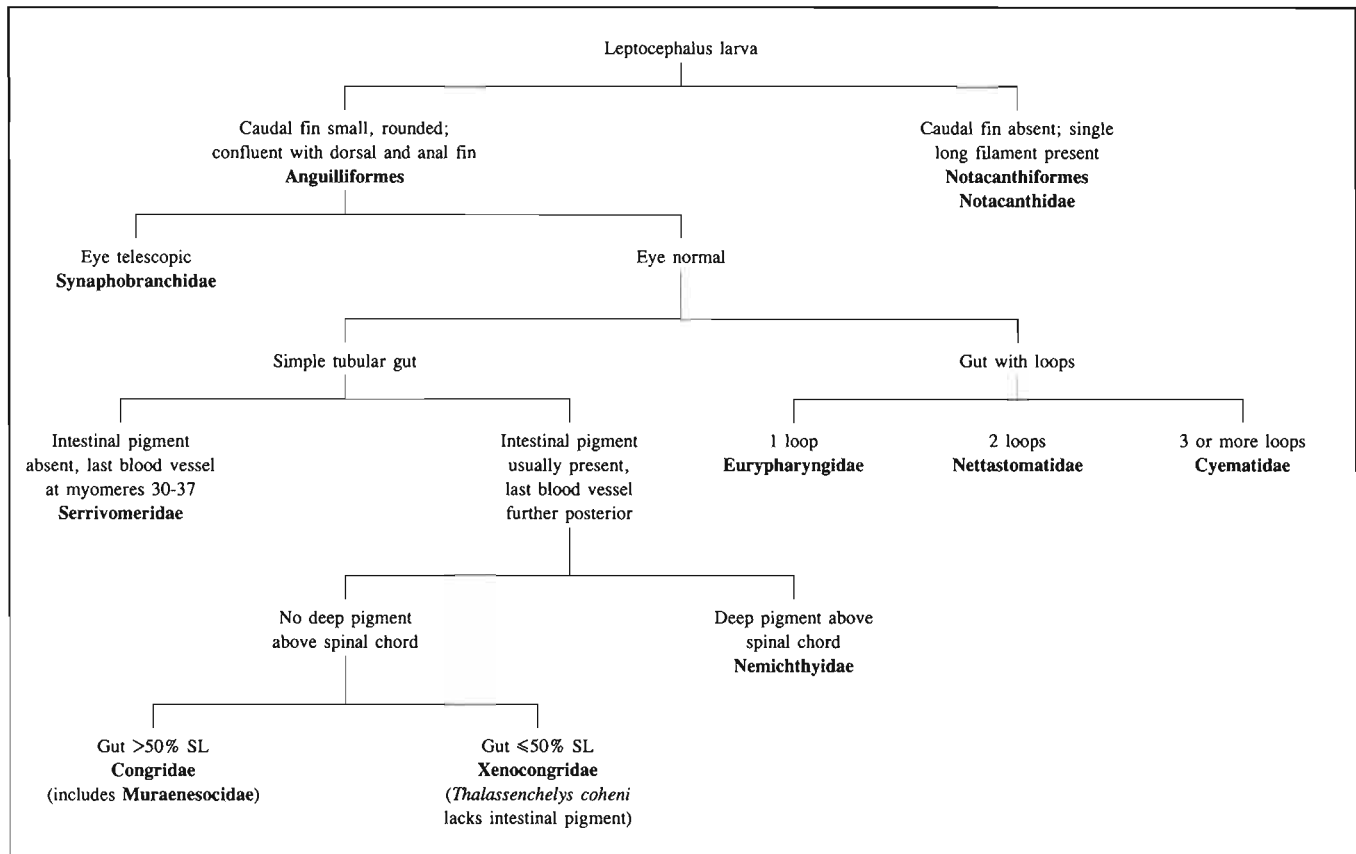 Leptocephalus larva
Caudal fin small, rounded;
confluent with dorsal and anal fin
Anguilliformes
Caudal fin absent; single
long filament present
Notacanthiformes
Notacanthidae
Eye telescopic
Synaphobranchidae
Eye normal
Simple tubular gut
Gut with loops
Intestinal pigment
absent, last blood vessel
at myomeres 30-37
Serrivomeridae
Intestinal pigment
usually present,
last blood vessel
further posterior
1 loop
Eurypharyngidae
2 loops
Nettastomatidae
3 or more loops
Cyematidae
No deep pigment
above spinal chord
Deep pigment above
spinal chord
Nemichthyidae
Gut >50% SL
Congridae
(includes Muraenesocidae)
Gut ⩽50% SL
Xenocongridae
(Thalassenchelys coheni
lacks intestinal pigment)